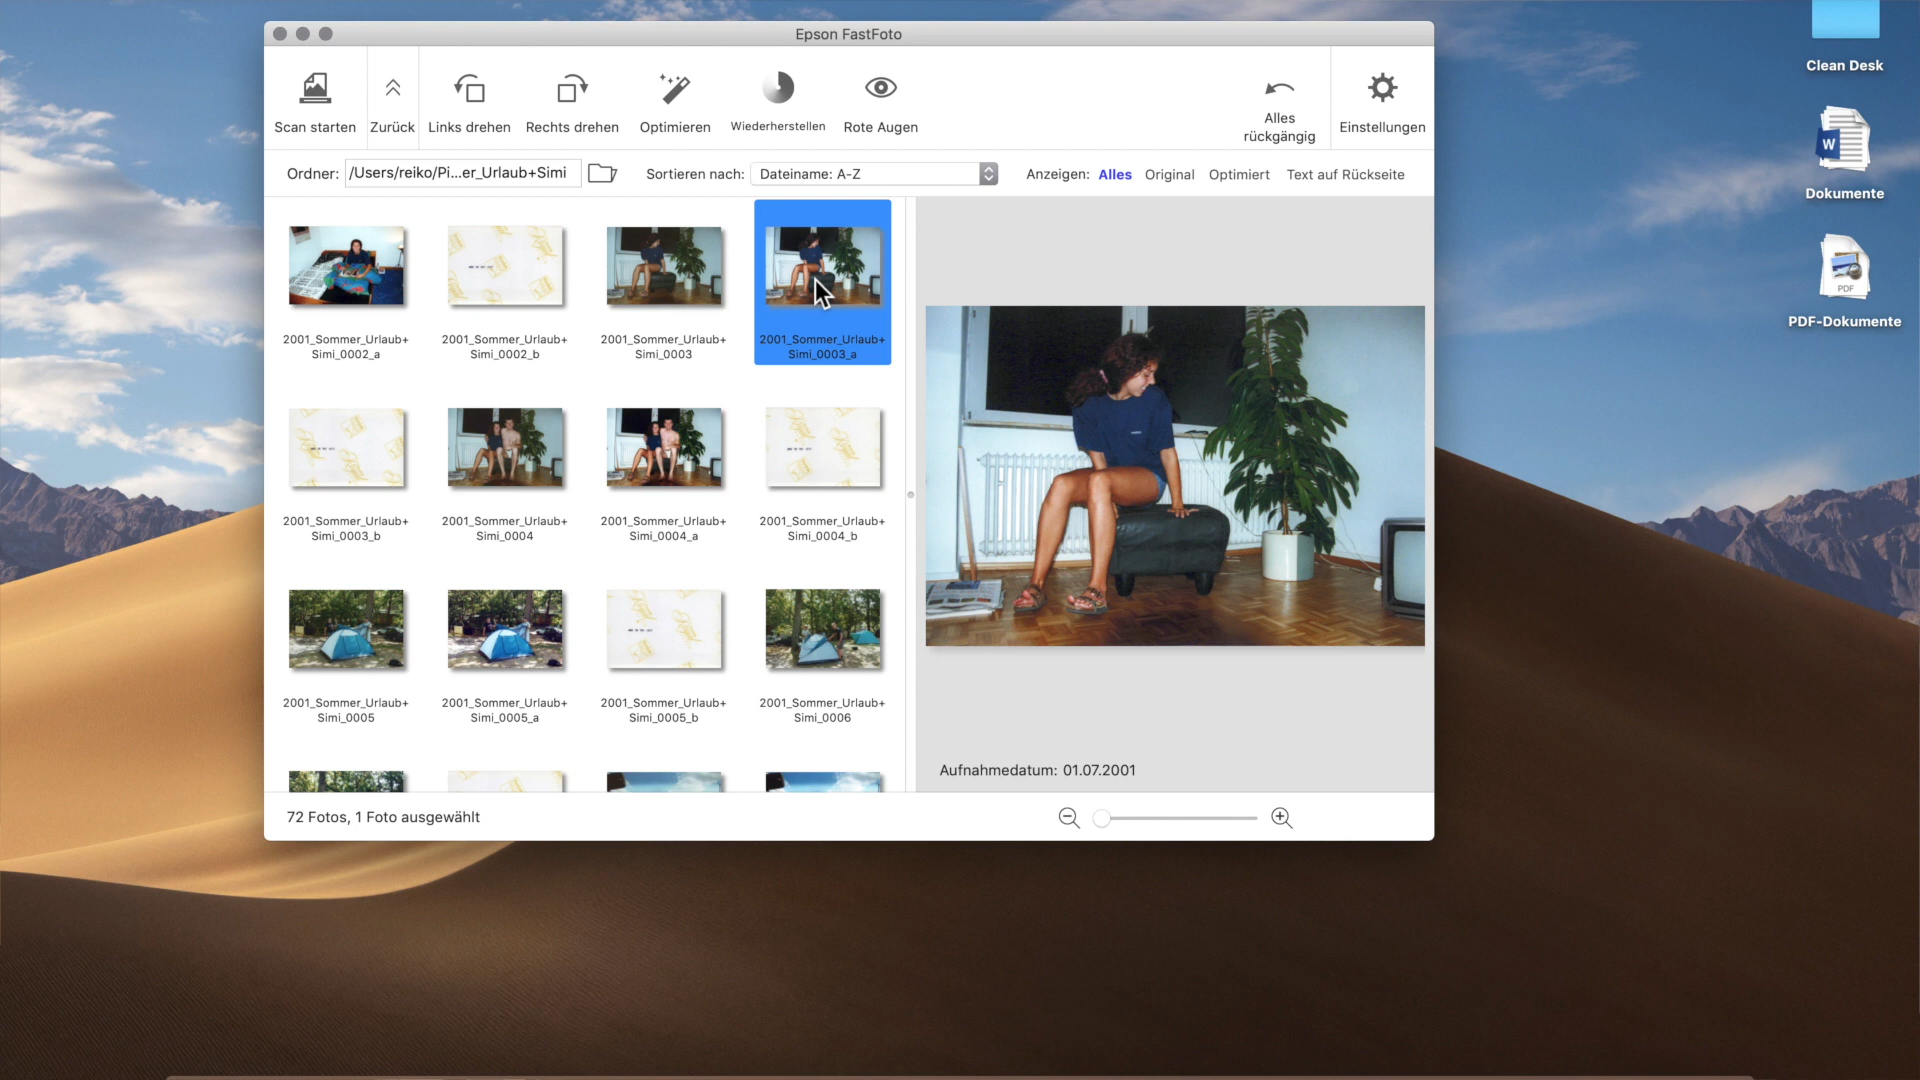 Epson FastFoto
Scan starten
Zurück
Links drehen
Rechts drehen
Optimieren
Wiederherstellen
Rote Augen
Alles
rückgängig
Einstellungen
Ordner: /Users/reiko/Pi...er_Urlaub+Simi
Sortieren nach: Dateiname: A-Z
Anzeigen: Alles Original Optimiert Text auf Rückseite
2001_Sommer_Urlaub+
Simi_0002_a
2001_Sommer_Urlaub+
Simi_0002_b
2001_Sommer_Urlaub+
Simi_0003
2001_Sommer_Urlaub+
Simi_0003_a
2001_Sommer_Urlaub+
Simi_0003_b
2001_Sommer_Urlaub+
Simi_0004
2001_Sommer_Urlaub+
Simi_0004_a
2001_Sommer_Urlaub+
Simi_0004_b
2001_Sommer_Urlaub+
Simi_0005
2001_Sommer_Urlaub+
Simi_0005_a
2001_Sommer_Urlaub+
Simi_0005_b
2001_Sommer_Urlaub+
Simi_0006
Aufnahmedatum: 01.07.2001
72 Fotos, 1 Foto ausgewählt
Clean Desk
W
Dokumente
PDF
PDF-Dokumente